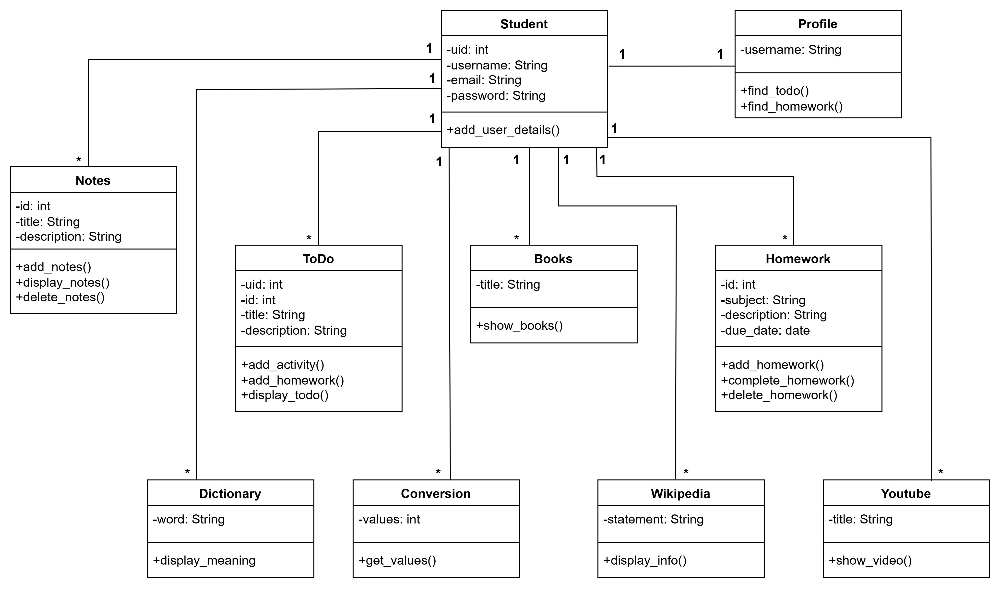 Student
-uid: int
-username: String
-email: String
-password: String
+add_user_details()
Profile
-username: String
+find_todo()
+find_homework()
1
1
1
1
1
1
1
1
1
1
*
Notes
-id: int
-title: String
-description: String
+add_notes()
+display_notes()
+delete_notes()
*
ToDo
-uid: int
-id: int
-title: String
-description: String
+add_activity()
+add_homework()
+display_todo()
*
Books
-title: String
+show_books()
*
Homework
-id: int
-subject: String
-description: String
-due_date: date
+add_homework()
+complete_homework()
+delete_homework()
*
Dictionary
-word: String
+display_meaning
*
Conversion
-values: int
+get_values()
*
Wikipedia
-statement: String
+display_info()
*
Youtube
-title: String
+show_video()